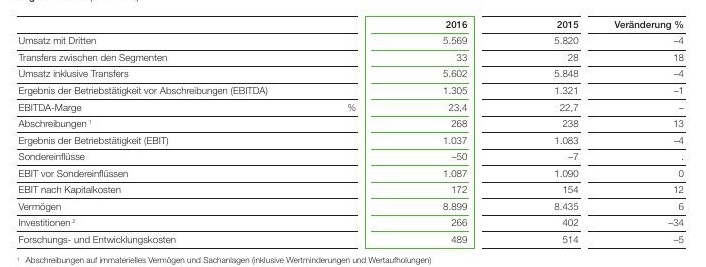 2016 2015 Veränderung %
Umsatz mit Dritten 5.569 5.820 –4
Transfers zwischen den Segmenten 33 28 18
Umsatz inklusive Transfers 5.602 5.848 –4
Ergebnis der Betriebstätigkeit vor Abschreibungen (EBITDA) 1.305 1.321 –1
EBITDA-Marge % 23,4 22,7 –
Abschreibungen ¹ 268 238 13
Ergebnis der Betriebstätigkeit (EBIT) 1.037 1.083 –4
Sondereinflüsse –50 –7 .
EBIT vor Sondereinflüssen 1.087 1.090 0
EBIT nach Kapitalkosten 172 154 12
Vermögen 8.899 8.435 6
Investitionen ² 266 402 –34
Forschungs- und Entwicklungskosten 489 514 –5
¹ Abschreibungen auf immaterielles Vermögen und Sachanlagen (inklusive Wertminderungen und Wertaufholungen)